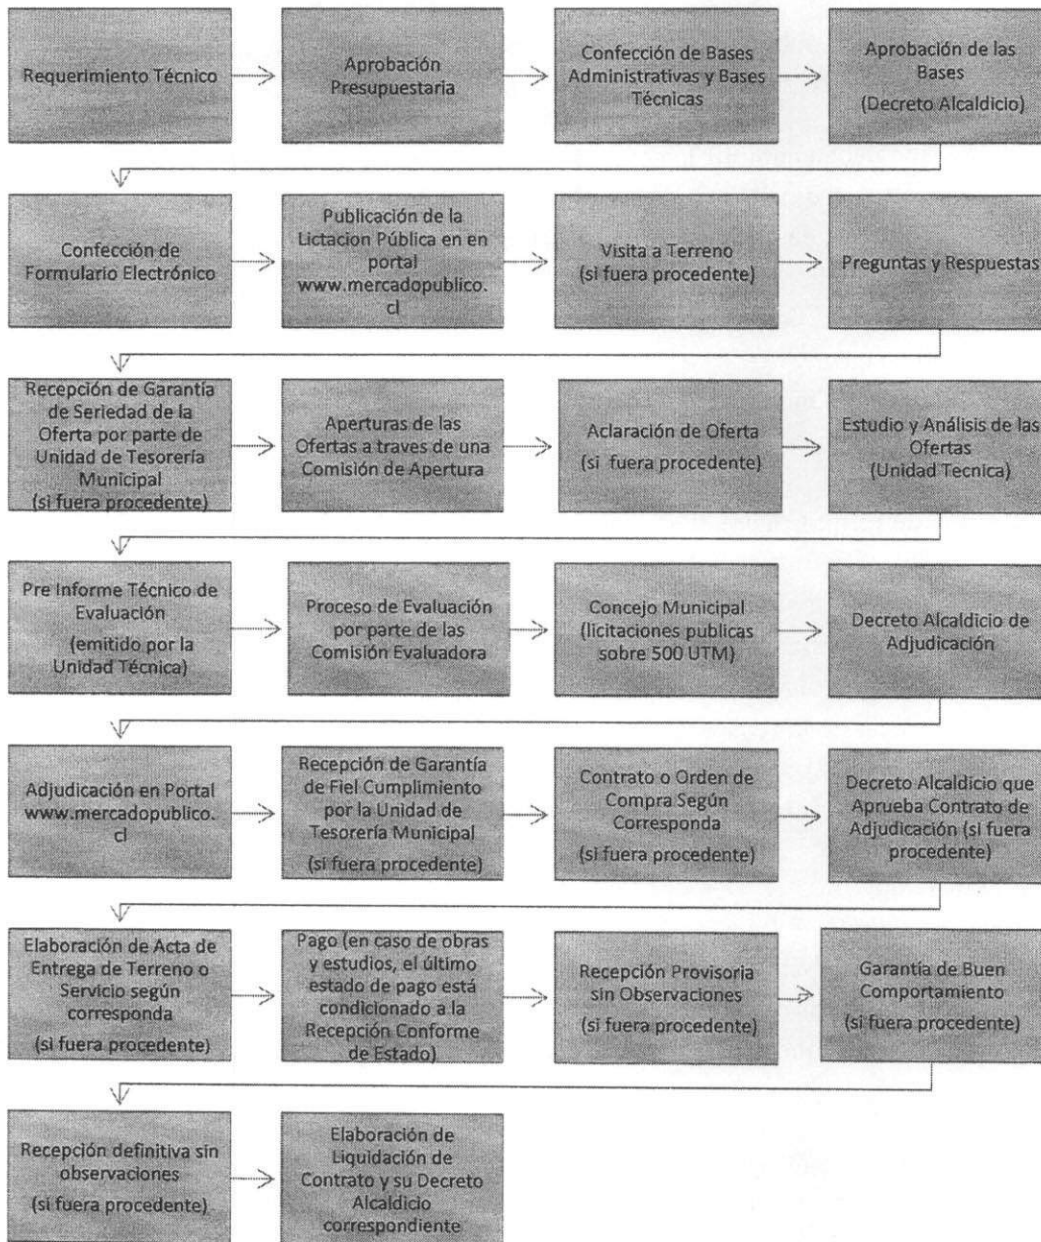 Requerimiento Técnico
Aprobación
Presupuestaria
Confección de Bases
Administrativas y Bases
Técnicas
Aprobación de las
Bases
(Decreto Alcaldicio)
Confección de
Formulario Electrónico
Publicación de la
Lictacion Pública en en
portal
www.mercadopublico.
cl
Visita a Terreno
(si fuera procedente)
Preguntas y Respuestas
Recepción de Garantía
de Seriedad de la
Oferta por parte de
Unidad de Tesorería
Municipal
(si fuera procedente)
Aperturas de las
Ofertas a traves de una
Comisión de Apertura
Aclaración de Oferta
(si fuera procedente)
Estudio y Análisis de las
Ofertas
(Unidad Tecnica)
Pre Informe Técnico de
Evaluación
(emitido por la
Unidad Técnica)
Proceso de Evaluación
por parte de las
Comisión Evaluadora
Concejo Municipal
(licitaciones publicas
sobre 500 UTM)
Decreto Alcaldicio de
Adjudicación
Adjudicación en Portal
www.mercadopublico.
cl
Recepción de Garantía
de Fiel Cumplimiento
por la Unidad de
Tesorería Municipal
(si fuera procedente)
Contrato o Orden de
Compra Según
Corresponda
(si fuera procedente)
Decreto Alcaldicio que
Aprueba Contrato de
Adjudicación (si fuera
procedente)
Elaboración de Acta de
Entrega de Terreno o
Servicio según
corresponda
(si fuera procedente)
Pago (en caso de obras
y estudios, el último
estado de pago está
condicionado a la
Recepción Conforme
de Estado)
Recepción Provisoria
sin Observaciones
(si fuera procedente)
Garantía de Buen
Comportamiento
(si fuera procedente)
Recepción definitiva sin
observaciones
(si fuera procedente)
Elaboración de
Liquidación de
Contrato y su Decreto
Alcaldicio
correspondiente